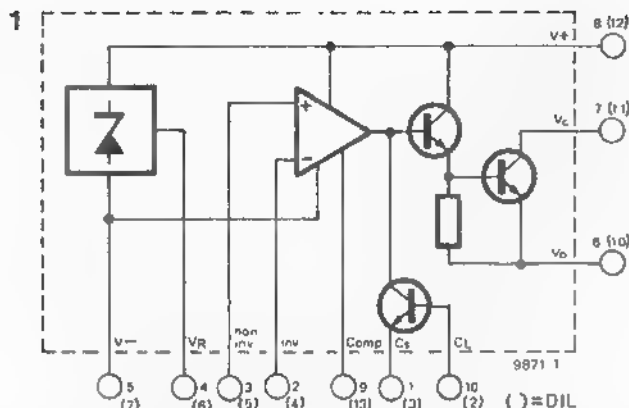 1
V+
8 (12)
7 (11)
Vc
6 (10)
Vo
+
−
V−
VR
non
inv
inv
Comp
Cs
CL
9871 1
5
(7)
4
(6)
3
(5)
2
(4)
9
(13)
1
(3)
10
(2)
( )=DIL